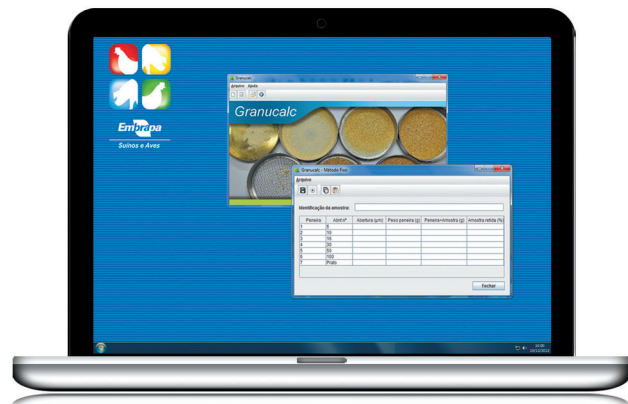 Embrapa
Suínos e Aves
Granucalc
Arquivo Ajuda
Granucalc
Granucalc - Método Fixo
Arquivo
Identificação da amostra:
Peneira Abnt nº Abertura (µm) Peso peneira (g) Peneira+Amostra (g) Amostra retida (%)
1 5
2 10
3 16
4 30
5 50
6 100
7 Prato
Fechar